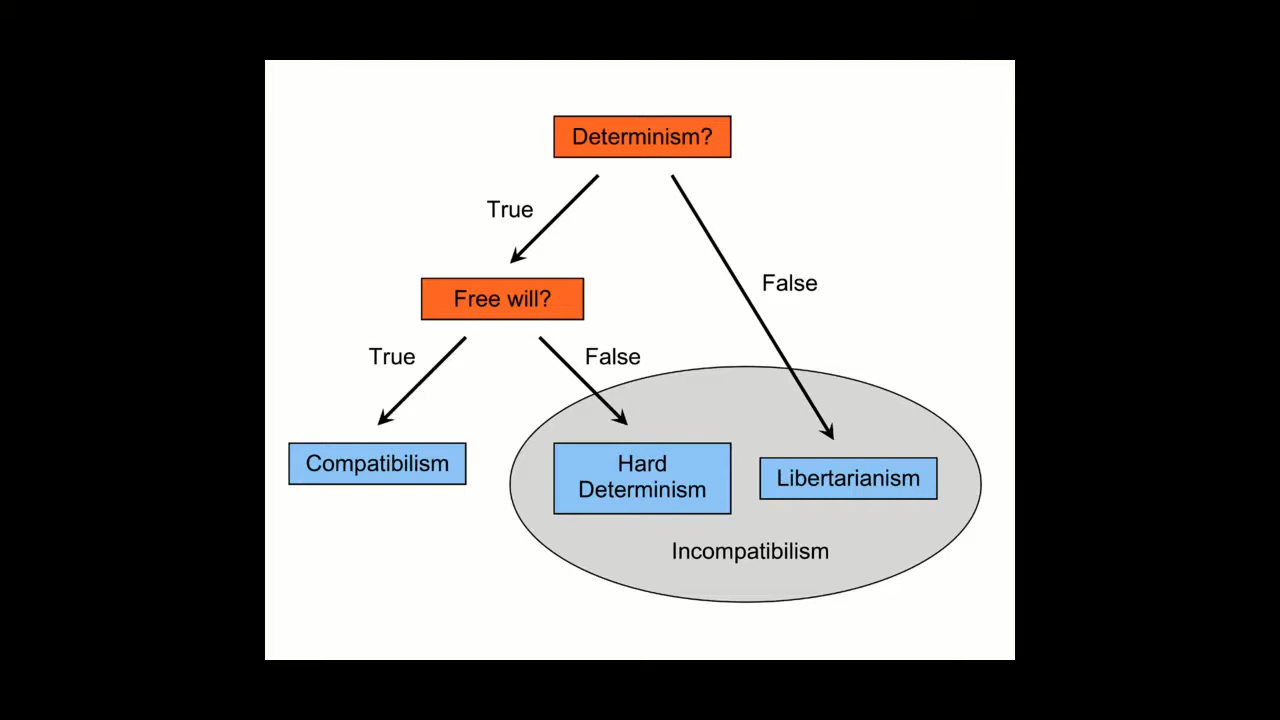 Determinism?
True
False
Free will?
True
False
Compatibilism
Hard
Determinism
Libertarianism
Incompatibilism